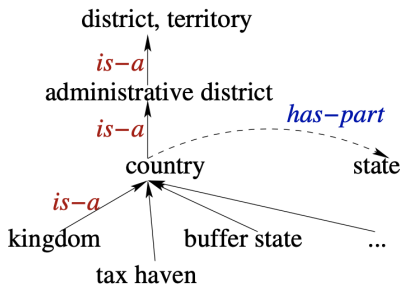 district, territory
is-a
administrative district
is-a
has-part
country
state
is-a
kingdom
buffer state
...
tax haven